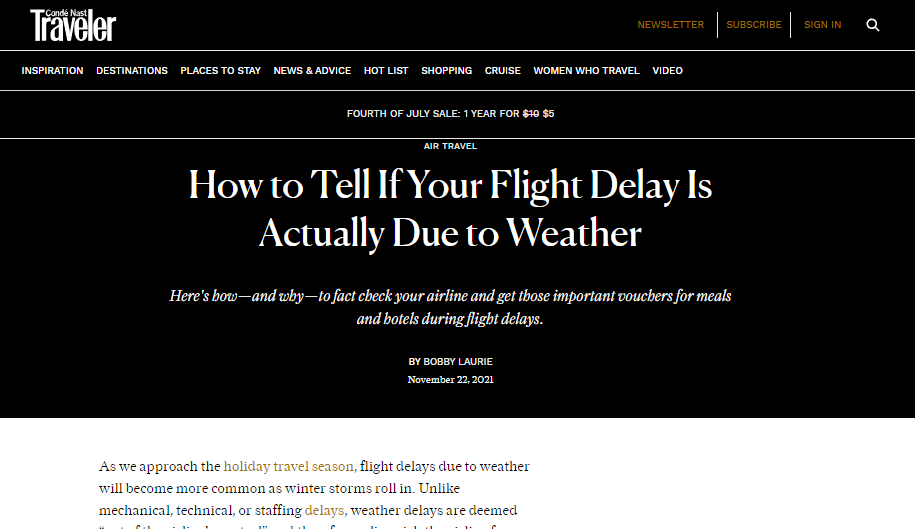 Condé Nast
Traveler
NEWSLETTER
SUBSCRIBE
SIGN IN
INSPIRATION DESTINATIONS PLACES TO STAY NEWS & ADVICE HOT LIST SHOPPING CRUISE WOMEN WHO TRAVEL VIDEO
FOURTH OF JULY SALE: 1 YEAR FOR $10 $5
AIR TRAVEL
How to Tell If Your Flight Delay Is
Actually Due to Weather
Here's how—and why—to fact check your airline and get those important vouchers for meals
and hotels during flight delays.
BY BOBBY LAURIE
November 22, 2021
As we approach the holiday travel season, flight delays due to weather
will become more common as winter storms roll in. Unlike
mechanical, technical, or staffing delays, weather delays are deemed